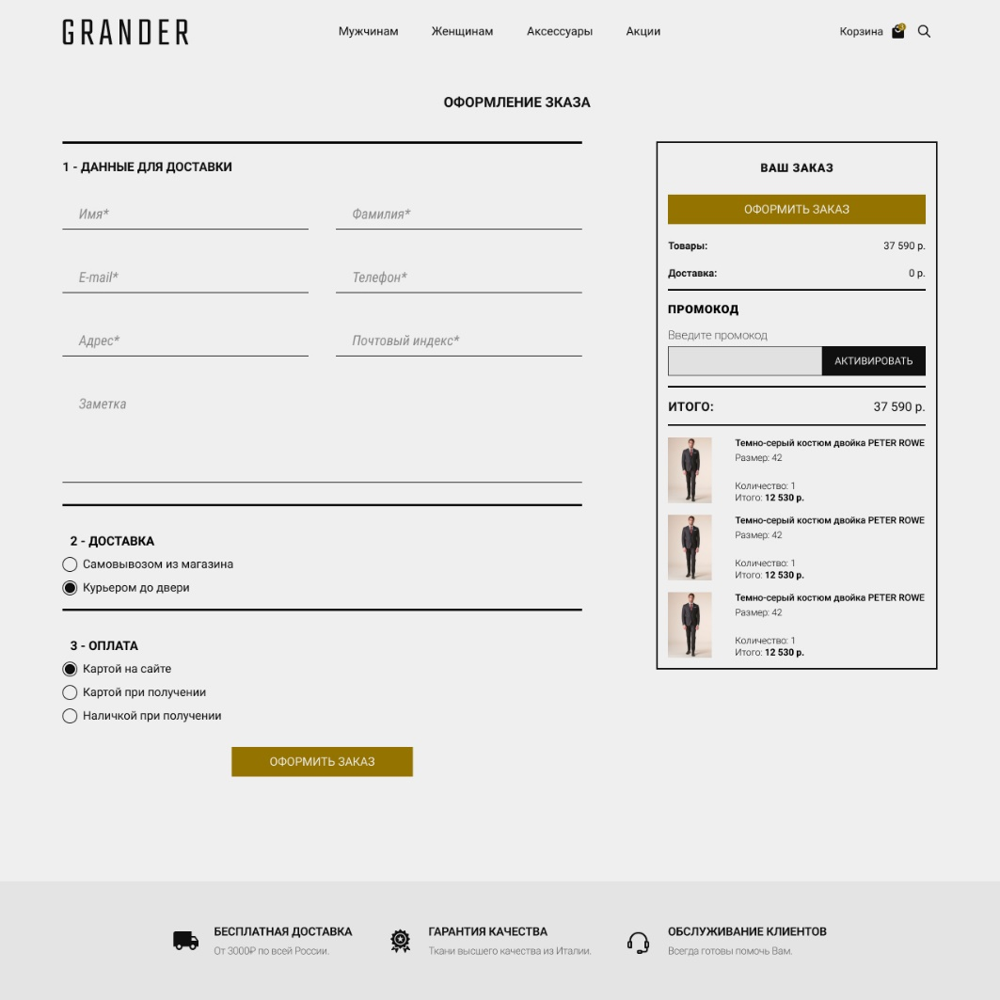 GRANDER
Мужчинам Женщинам Аксессуары Акции
Корзина
ОФОРМЛЕНИЕ ЗКАЗА
1 - ДАННЫЕ ДЛЯ ДОСТАВКИ
Имя* Фамилия*
E-mail* Телефон*
Адрес* Почтовый индекс*
Заметка
2 - ДОСТАВКА
Самовывозом из магазина
Курьером до двери
3 - ОПЛАТА
Картой на сайте
Картой при получении
Наличкой при получении
ОФОРМИТЬ ЗАКАЗ
ВАШ ЗАКАЗ
ОФОРМИТЬ ЗАКАЗ
Товары: 37 590 р.
Доставка: 0 р.
ПРОМОКОД
Введите промокод
АКТИВИРОВАТЬ
ИТОГО: 37 590 р.
Темно-серый костюм двойка PETER ROWE
Размер: 42
Количество: 1
Итого: 12 530 р.
Темно-серый костюм двойка PETER ROWE
Размер: 42
Количество: 1
Итого: 12 530 р.
Темно-серый костюм двойка PETER ROWE
Размер: 42
Количество: 1
Итого: 12 530 р.
БЕСПЛАТНАЯ ДОСТАВКА
От 3000₽ по всей России.
ГАРАНТИЯ КАЧЕСТВА
Ткани высшего качества из Италии.
ОБСЛУЖИВАНИЕ КЛИЕНТОВ
Всегда готовы помочь Вам.